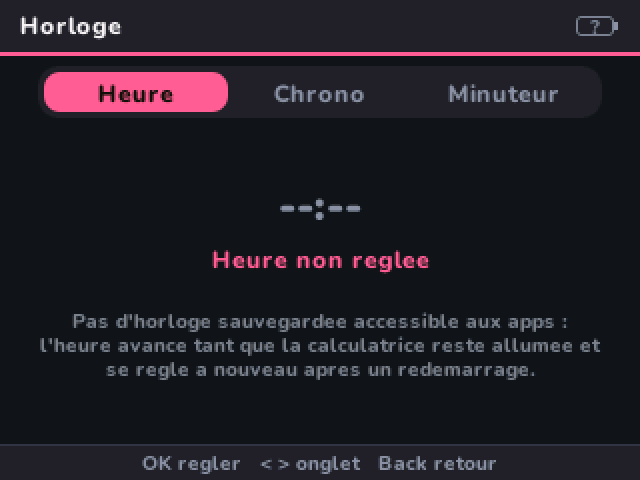 Horloge
?
Heure Chrono Minuteur
--:--
Heure non reglee
Pas d'horloge sauvegardee accessible aux apps :
l'heure avance tant que la calculatrice reste allumee et
se regle a nouveau apres un redemarrage.
OK regler < > onglet Back retour